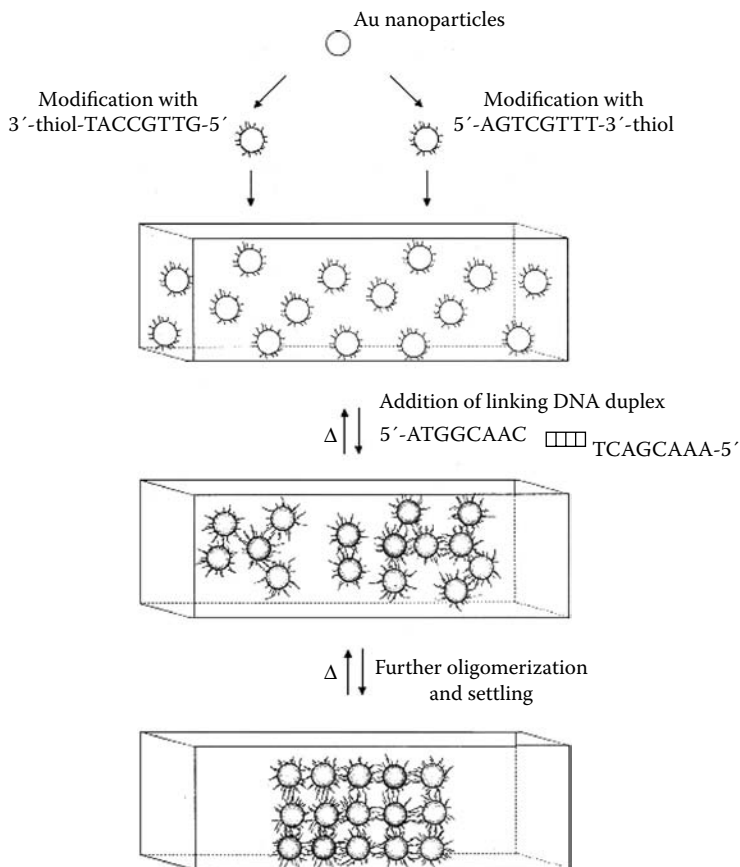 Au nanoparticles
Modification with
3´-thiol-TACCGTTG-5´
Modification with
5´-AGTCGTTT-3´-thiol
Addition of linking DNA duplex
Δ
5´-ATGGCAAC
TCAGCAAA-5´
Δ
Further oligomerization
and settling